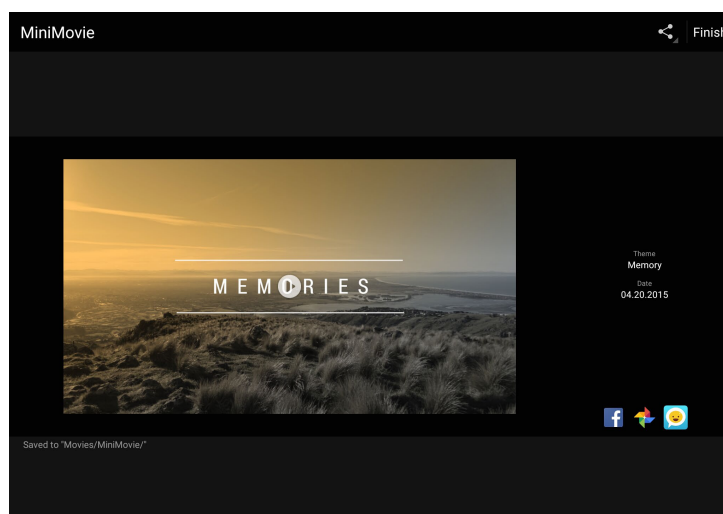 MiniMovie
Finish
MEMORIES
Theme
Memory
Date
04.20.2015
Saved to "Movies/MiniMovie/"